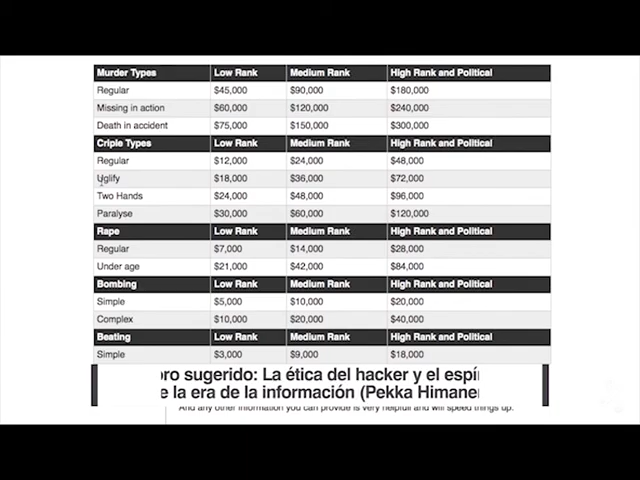 Murder Types Low Rank Medium Rank High Rank and Political
Regular $45,000 $90,000 $180,000
Missing in action $60,000 $120,000 $240,000
Death in accident $75,000 $150,000 $300,000
Criple Types Low Rank Medium Rank High Rank and Political
Regular $12,000 $24,000 $48,000
Uglify $18,000 $36,000 $72,000
Two Hands $24,000 $48,000 $96,000
Paralyse $30,000 $60,000 $120,000
Rape Low Rank Medium Rank High Rank and Political
Regular $7,000 $14,000 $28,000
Under age $21,000 $42,000 $84,000
Bombing Low Rank Medium Rank High Rank and Political
Simple $5,000 $10,000 $20,000
Complex $10,000 $20,000 $40,000
Beating Low Rank Medium Rank High Rank and Political
Simple $3,000 $9,000 $18,000
oro sugerido: La ética del hacker y el espí
e la era de la información (Pekka Himane
And any other information you can provide is very helpfull and will speed things up.